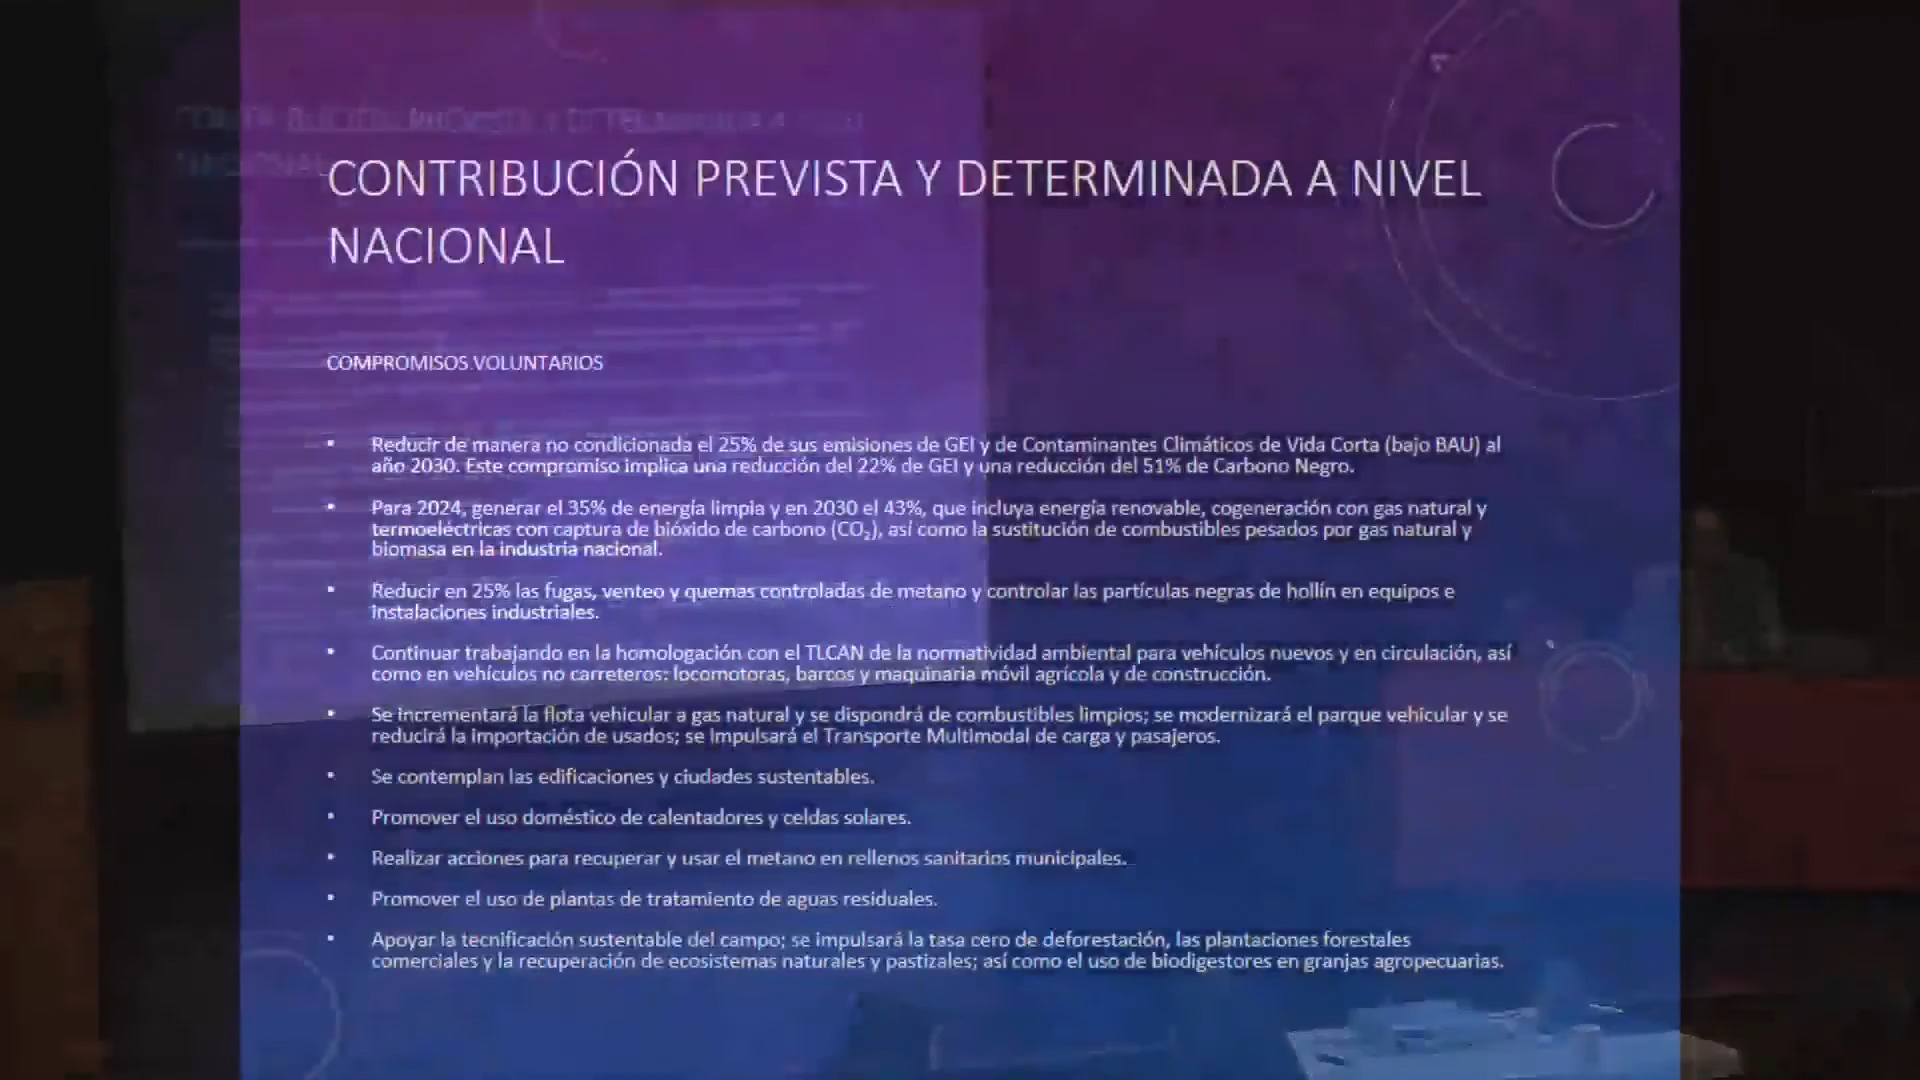 CONTRIBUCIÓN PREVISTA Y DETERMINADA A NIVEL
NACIONAL
COMPROMISOS VOLUNTARIOS
• Reducir de manera no condicionada el 25% de sus emisiones de GEI y de Contaminantes Climáticos de Vida Corta (bajo BAU) al
año 2030. Este compromiso implica una reducción del 22% de GEI y una reducción del 51% de Carbono Negro.
• Para 2024, generar el 35% de energía limpia y en 2030 el 43%, que incluya energía renovable, cogeneración con gas natural y
termoeléctricas con captura de bióxido de carbono (CO₂), así como la sustitución de combustibles pesados por gas natural y
biomasa en la industria nacional.
• Reducir en 25% las fugas, venteo y quemas controladas de metano y controlar las partículas negras de hollín en equipos e
instalaciones industriales.
• Continuar trabajando en la homologación con el TLCAN de la normatividad ambiental para vehículos nuevos y en circulación, así
como en vehículos no carreteros: locomotoras, barcos y maquinaria móvil agrícola y de construcción.
• Se incrementará la flota vehicular a gas natural y se dispondrá de combustibles limpios; se modernizará el parque vehicular y se
reducirá la importación de usados; se impulsará el Transporte Multimodal de carga y pasajeros.
• Se contemplan las edificaciones y ciudades sustentables.
• Promover el uso doméstico de calentadores y celdas solares.
• Realizar acciones para recuperar y usar el metano en rellenos sanitarios municipales.
• Promover el uso de plantas de tratamiento de aguas residuales.
• Apoyar la tecnificación sustentable del campo; se impulsará la tasa cero de deforestación, las plantaciones forestales
comerciales y la recuperación de ecosistemas naturales y pastizales; así como el uso de biodigestores en granjas agropecuarias.